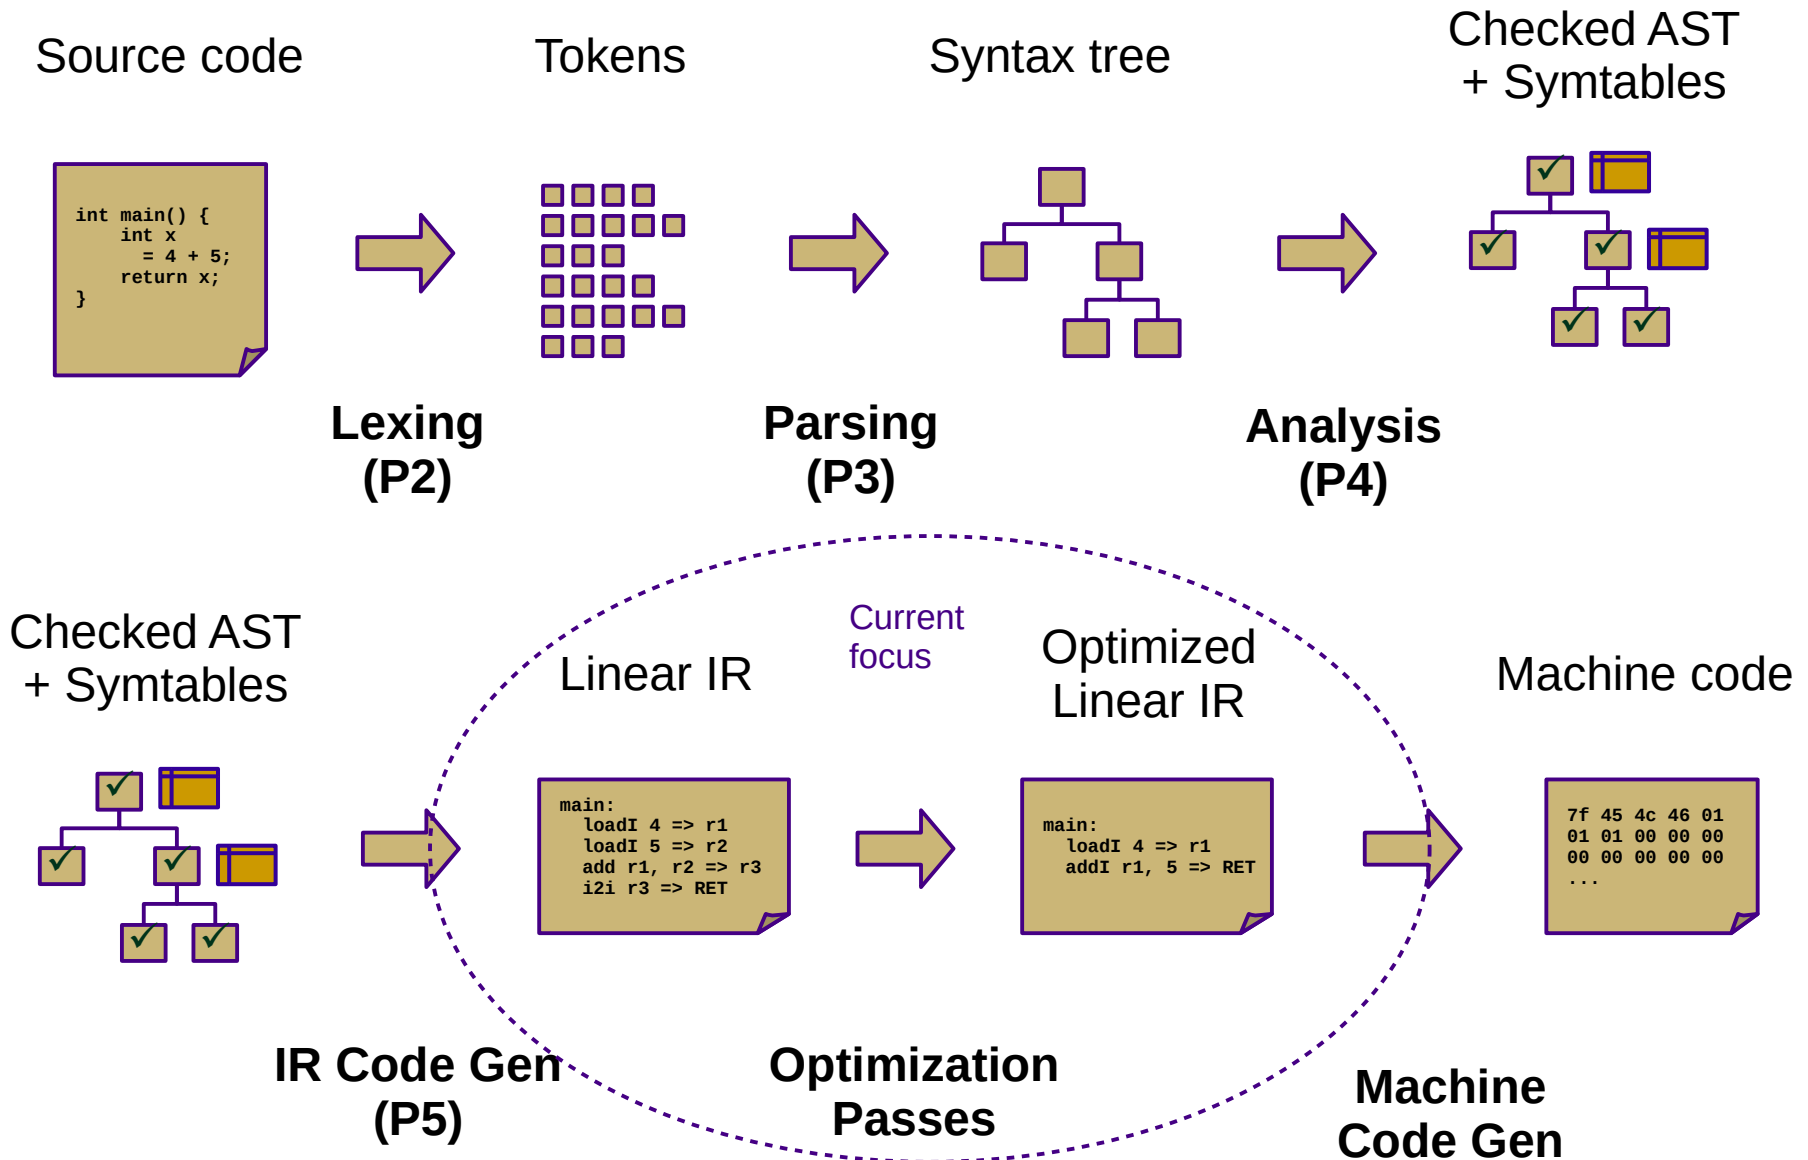 Source code
Tokens
Syntax tree
Checked AST
+ Symtables
int main() {
    int x
      = 4 + 5;
    return x;
}
Lexing
(P2)
Parsing
(P3)
Analysis
(P4)
Checked AST
+ Symtables
Linear IR
Current
focus
Optimized
Linear IR
Machine code
main:
  loadI 4 => r1
  loadI 5 => r2
  add r1, r2 => r3
  i2i r3 => RET
main:
  loadI 4 => r1
  addI r1, 5 => RET
7f 45 4c 46 01
01 01 00 00 00
00 00 00 00 00
...
IR Code Gen
(P5)
Optimization
Passes
Machine
Code Gen